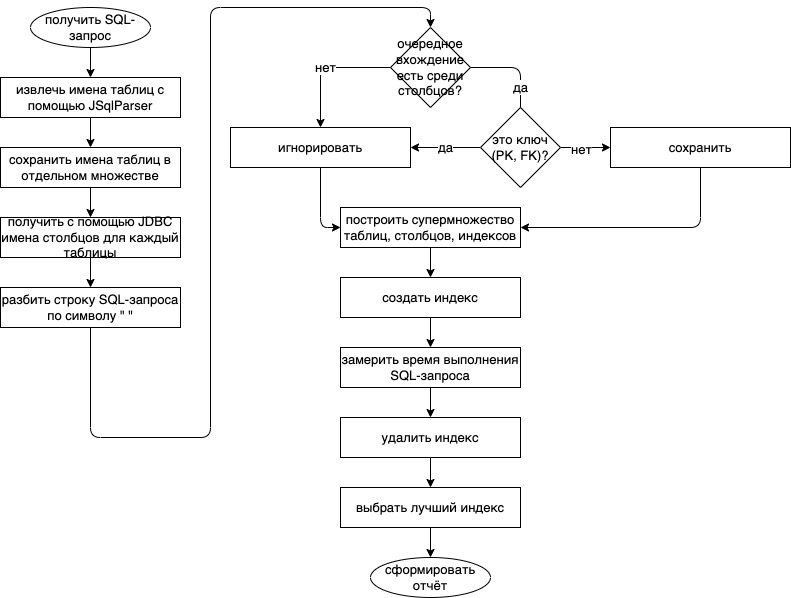 получить SQL-
запрос
извлечь имена таблиц с
помощью JSqlParser
сохранить имена таблиц в
отдельном множестве
получить с помощью JDBC
имена столбцов для каждый
таблицы
разбить строку SQL-запроса
по символу " "
очередное
вхождение
есть среди
столбцов?
нет
да
игнорировать
да
это ключ
(PK, FK)?
нет
сохранить
построить супермножество
таблиц, столбцов, индексов
создать индекс
замерить время выполнения
SQL-запроса
удалить индекс
выбрать лучший индекс
сформировать
отчёт